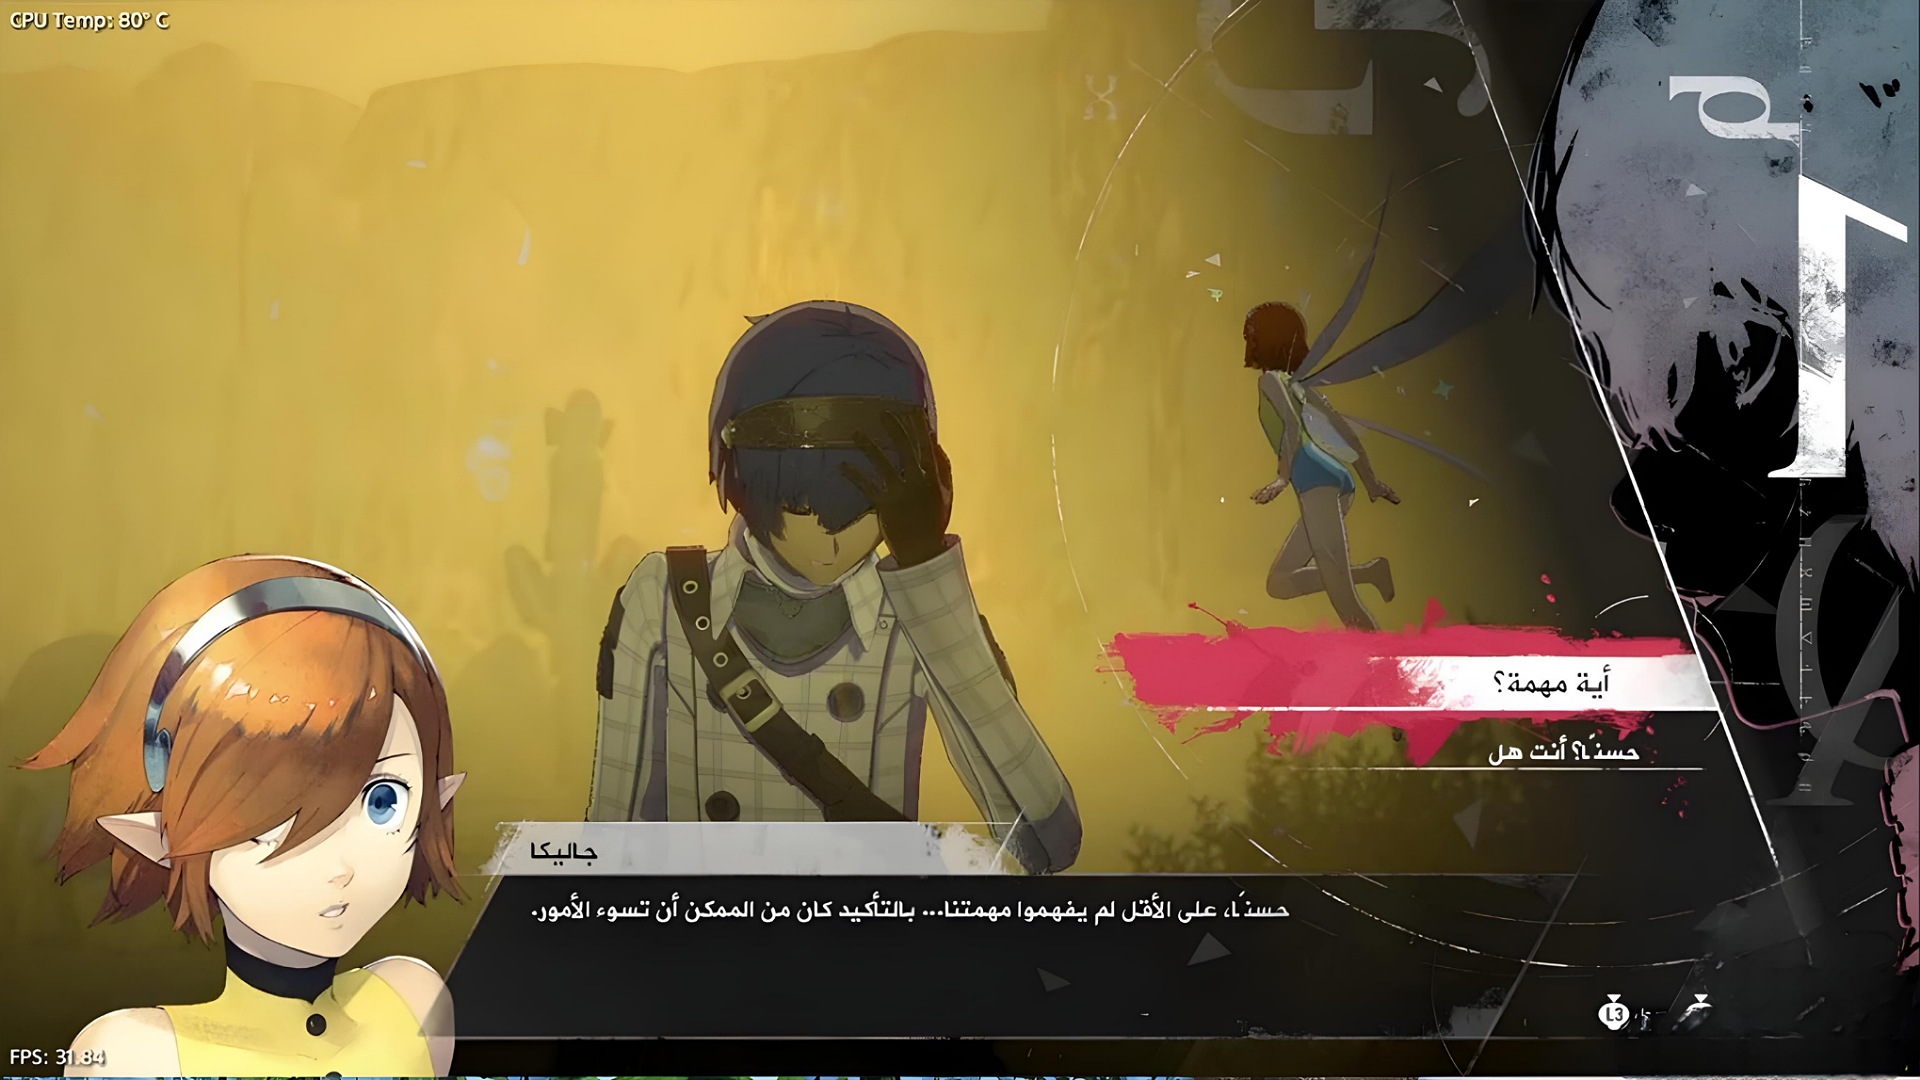 CPU Temp: 80° C
أية مهمة؟
حسنًا؟ أنت هل
جاليكا
حسنًا، على الأقل لم يفهموا مهمتنا... بالتأكيد كان من الممكن أن تسوء الأمور.
L3
FPS: 31.84